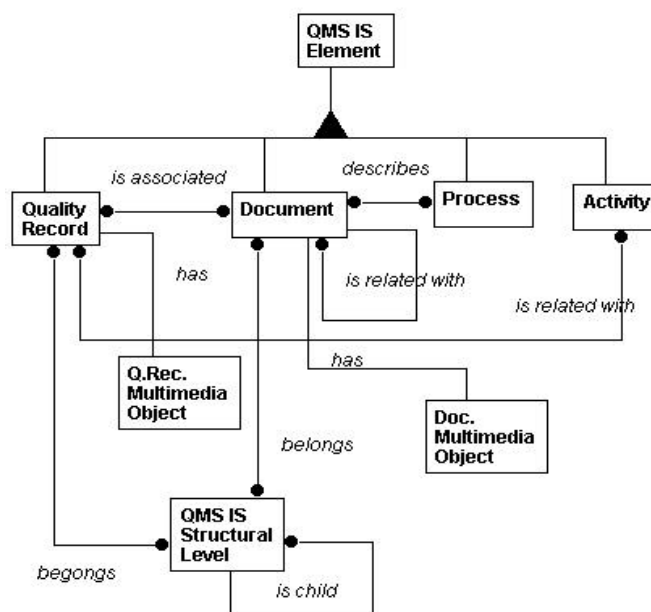 QMS IS
Element
is associated
describes
Quality
Record
Document
Process
Activity
has
is related with
is related with
Q.Rec.
Multimedia
Object
has
Doc.
Multimedia
Object
belongs
QMS IS
Structural
Level
begongs
is child